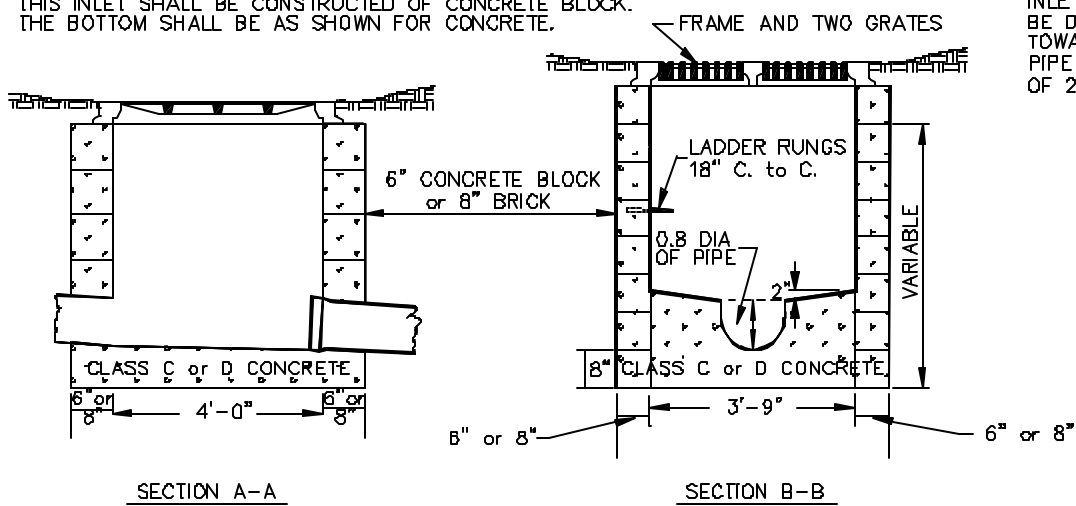 THIS INLET SHALL BE CONSTRUCTED OF CONCRETE BLOCK.
THE BOTTOM SHALL BE AS SHOWN FOR CONCRETE.
FRAME AND TWO GRATES
INLE
BE D
TOWA
PIPE
OF 2
LADDER RUNGS
18" C. to C.
6" CONCRETE BLOCK
or 8" BRICK
0.8 DIA
OF PIPE
2"
VARIABLE
CLASS C or D CONCRETE
8" CLASS C or D CONCRETE
6" or
8"
4'-0"
6" or
8"
3'-9"
6" or 8"
6" or 8"
SECTION A-A
SECTION B-B